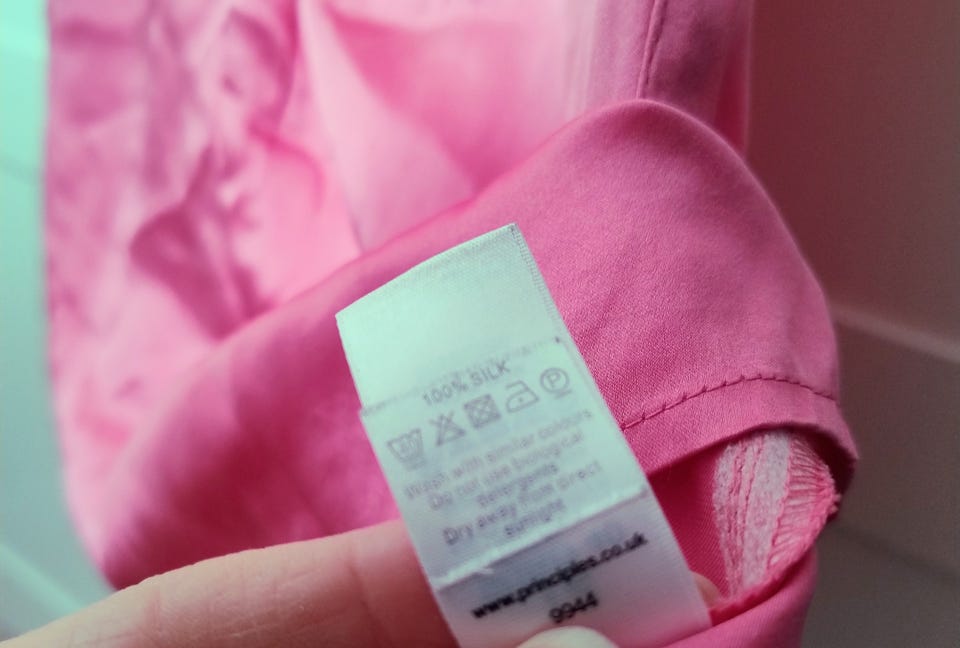 100% SILK
P
Wash with similar colours
Do not use biological
detergents
Dry away from direct
sunlight
www.principles.co.uk
9944